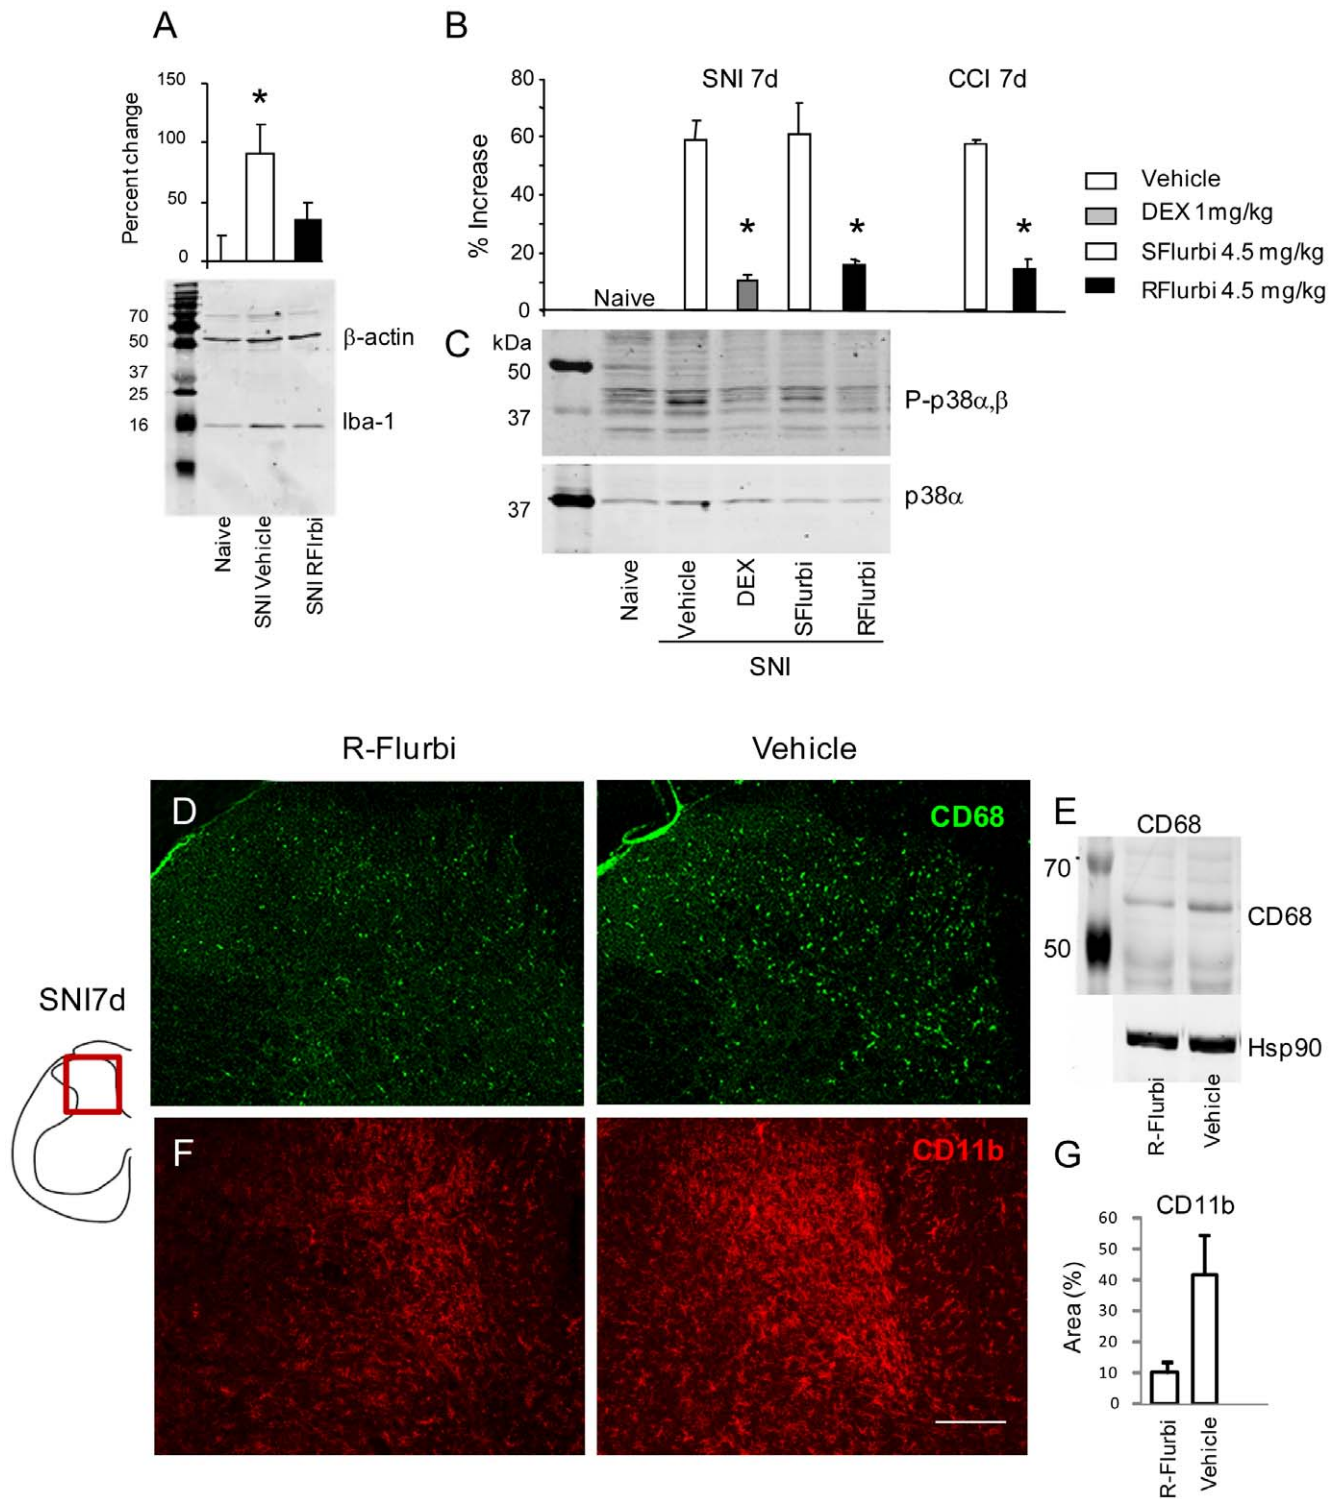 A
150
100
50
0
Percent change
*
70
50
37
25
16
β-actin
Iba-1
Naive
SNI Vehicle
SNI RFlrbi
B
80
60
40
20
0
% Increase
SNI 7d
CCI 7d
Naive
*
*
*
Vehicle
DEX 1mg/kg
SFlurbi 4.5 mg/kg
RFlurbi 4.5 mg/kg
C
kDa
50
37
P-p38α,β
37
p38α
Naive
Vehicle
DEX
SFlurbi
RFlurbi
SNI
R-Flurbi
Vehicle
D
CD68
E
CD68
70
50
CD68
Hsp90
R-Flurbi
Vehicle
SNI7d
F
CD11b
G
CD11b
60
50
40
30
20
10
0
Area (%)
R-Flurbi
Vehicle